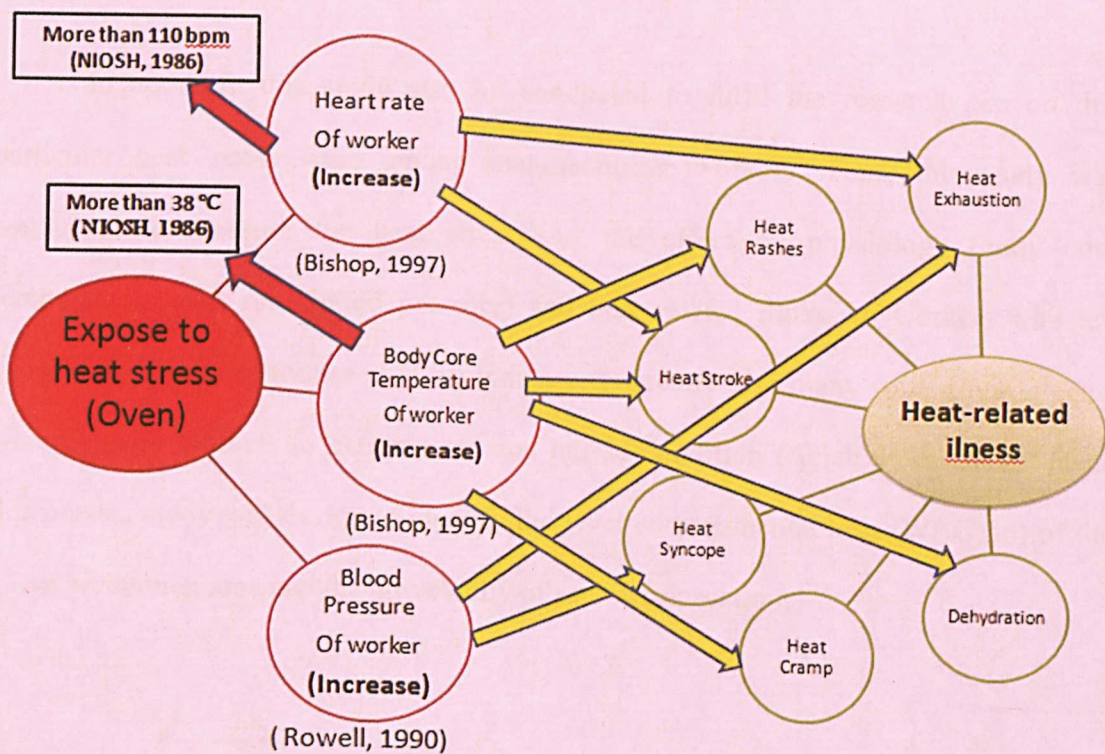 More than 110 bpm
(NIOSH, 1986)
More than 38 °C
(NIOSH, 1986)
Expose to
heat stress
(Oven)
Heart rate
Of worker
(Increase)
(Bishop, 1997)
Body Core
Temperature
Of worker
(Increase)
(Bishop, 1997)
Blood
Pressure
Of worker
(Increase)
( Rowell, 1990)
Heat
Exhaustion
Heat
Rashes
Heat Stroke
Heat
Syncope
Heat
Cramp
Dehydration
Heat-related
ilness